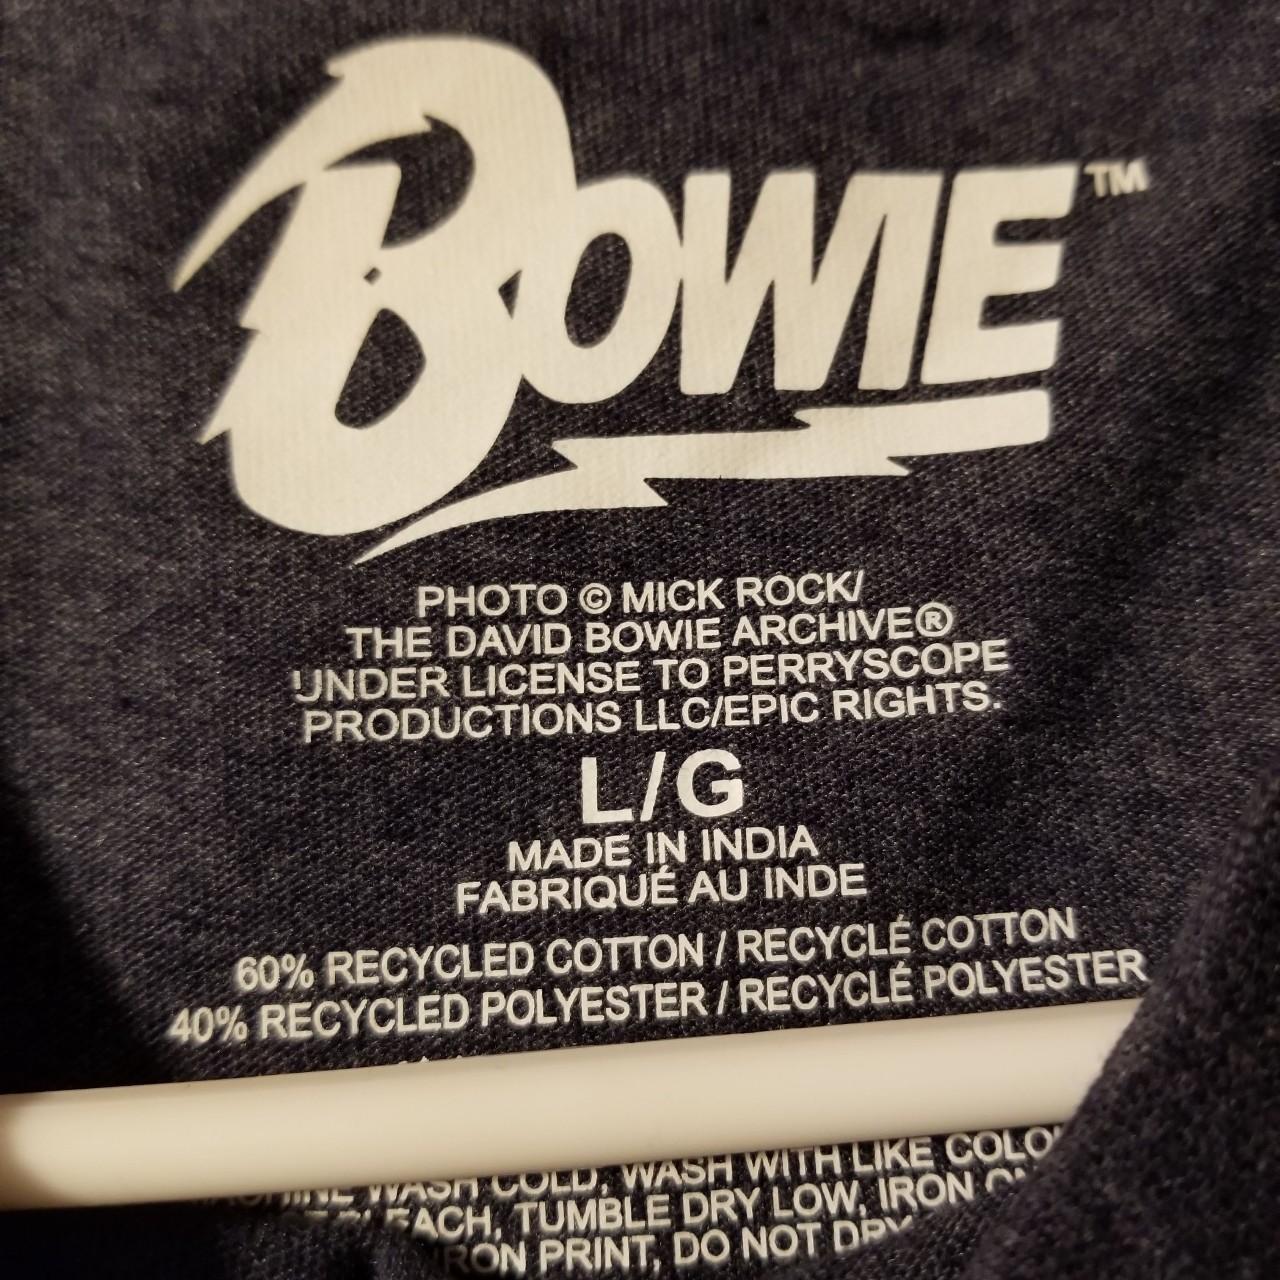 BOWIE™
PHOTO © MICK ROCK/
THE DAVID BOWIE ARCHIVE®
UNDER LICENSE TO PERRYSCOPE
PRODUCTIONS LLC/EPIC RIGHTS.
L/G
MADE IN INDIA
FABRIQUÉ AU INDE
60% RECYCLED COTTON / RECYCLÉ COTTON
40% RECYCLED POLYESTER / RECYCLÉ POLYESTER
WASH COLD, WASH WITH LIKE
TUMBLE DRY LOW, IRON
PRINT, DO NOT